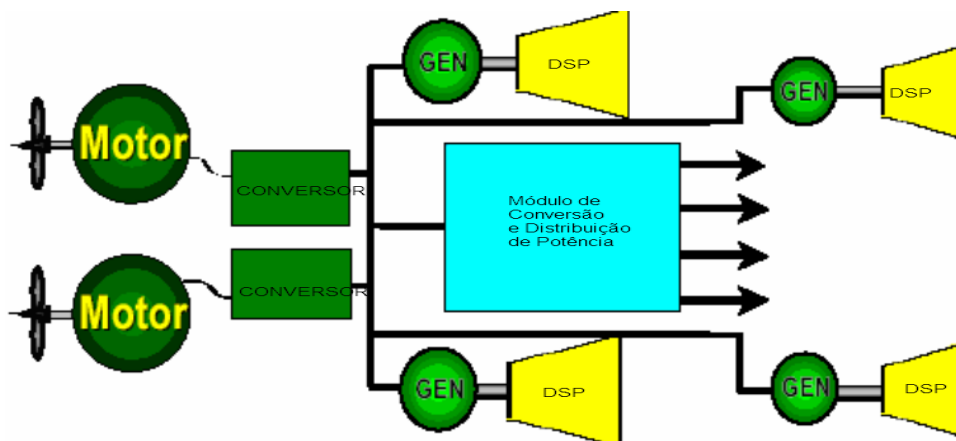 GEN
DSP
GEN
DSP
Motor
CONVERSOR
Módulo de
Conversão
e Distribuição
de Potência
CONVERSOR
Motor
GEN
DSP
GEN
DSP